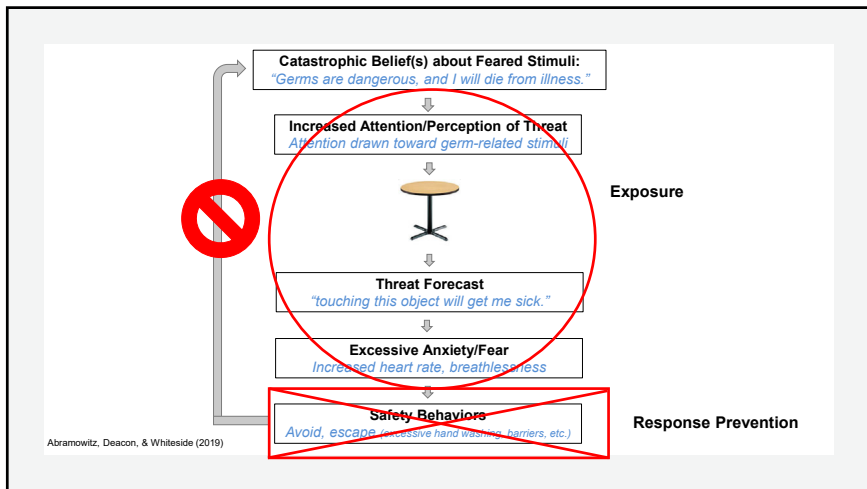 Catastrophic Belief(s) about Feared Stimuli:
“Germs are dangerous, and I will die from illness.”
Increased Attention/Perception of Threat
Attention drawn toward germ-related stimuli
Exposure
Threat Forecast
“touching this object will get me sick.”
Excessive Anxiety/Fear
Increased heart rate, breathlessness
Safety Behaviors
Avoid, escape (excessive hand washing, barriers, etc.)
Response Prevention
Abramowitz, Deacon, & Whiteside (2019)